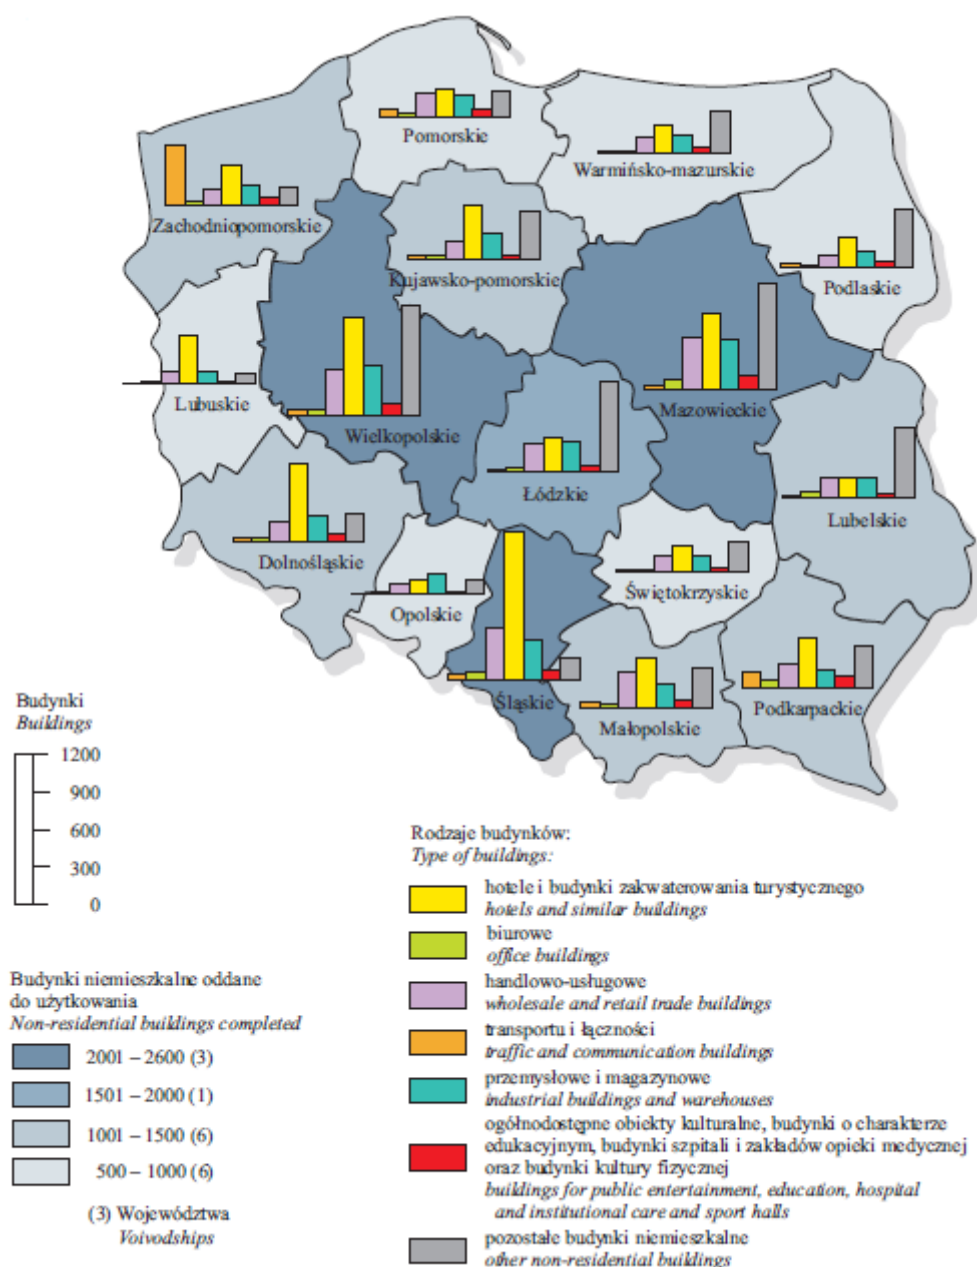 Pomorskie
Warmińsko-mazurskie
Zachodniopomorskie
Kujawsko-pomorskie
Podlaskie
Lubuskie
Wielkopolskie
Mazowieckie
Łódzkie
Lubelskie
Dolnośląskie
Opolskie
Świętokrzyskie
Śląskie
Małopolskie
Podkarpackie
Budynki
Buildings
1200
900
600
300
0
Budynki niemieszkalne oddane
do użytkowania
Non-residential buildings completed
2001 – 2600 (3)
1501 – 2000 (1)
1001 – 1500 (6)
500 – 1000 (6)
(3) Województwa
Voivodships
Rodzaje budynków:
Type of buildings:
hotele i budynki zakwaterowania turystycznego
hotels and similar buildings
biurowe
office buildings
handlowo-usługowe
wholesale and retail trade buildings
transportu i łączności
traffic and communication buildings
przemysłowe i magazynowe
industrial buildings and warehouses
ogólnodostępne obiekty kulturalne, budynki o charakterze
edukacyjnym, budynki szpitali i zakładów opieki medycznej
oraz budynki kultury fizycznej
buildings for public entertainment, education, hospital
and institutional care and sport halls
pozostałe budynki niemieszkalne
other non-residential buildings